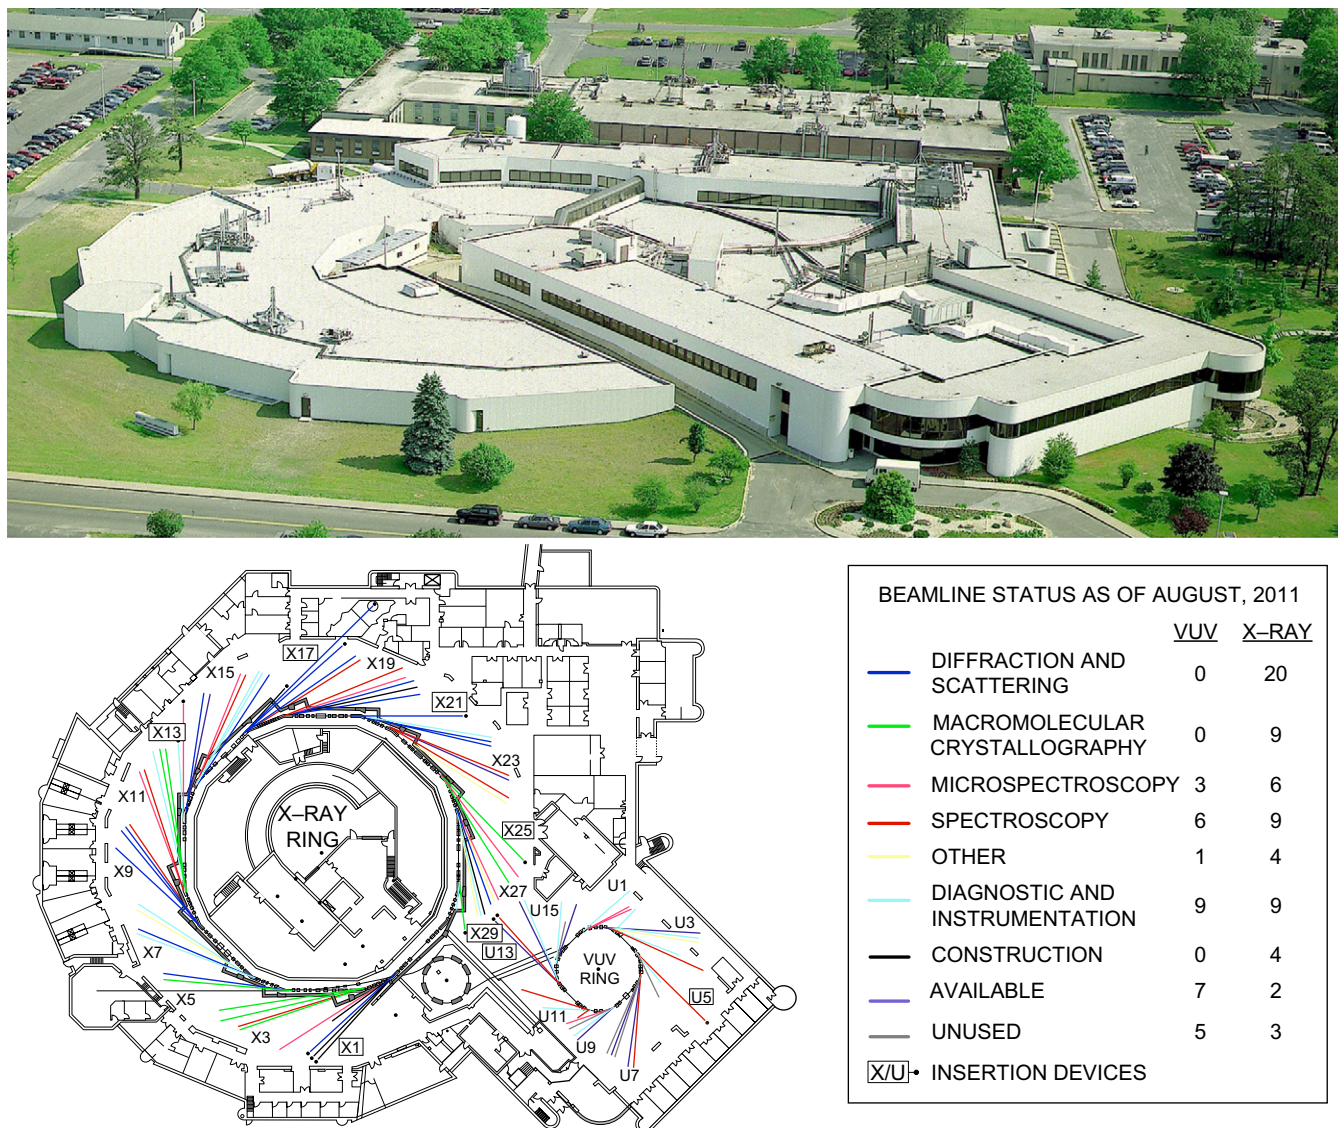 X17
X15
X19
X21
X13
X23
X11
X–RAY
RING
X25
X9
X27
U1
U15
U3
X7
X29
U13
VUV
RING
X5
U5
U11
X3
X1
U9
U7
BEAMLINE STATUS AS OF AUGUST, 2011
VUV X–RAY
DIFFRACTION AND
SCATTERING 0 20
MACROMOLECULAR
CRYSTALLOGRAPHY 0 9
MICROSPECTROSCOPY 3 6
SPECTROSCOPY 6 9
OTHER 1 4
DIAGNOSTIC AND
INSTRUMENTATION 9 9
CONSTRUCTION 0 4
AVAILABLE 7 2
UNUSED 5 3
X/U INSERTION DEVICES